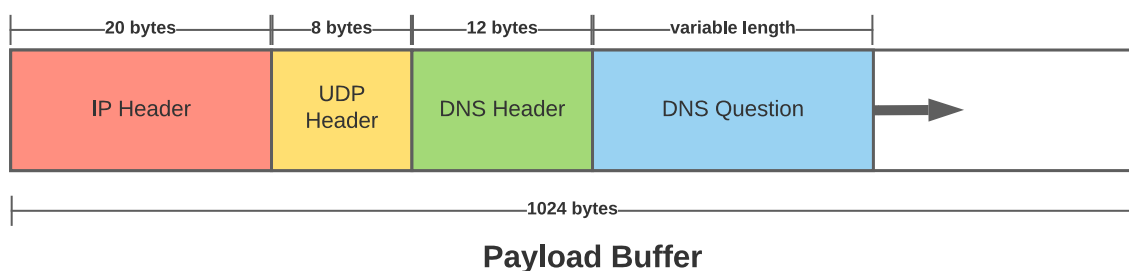 20 bytes
8 bytes
12 bytes
variable length
IP Header
UDP
Header
DNS Header
DNS Question
1024 bytes
Payload Buffer